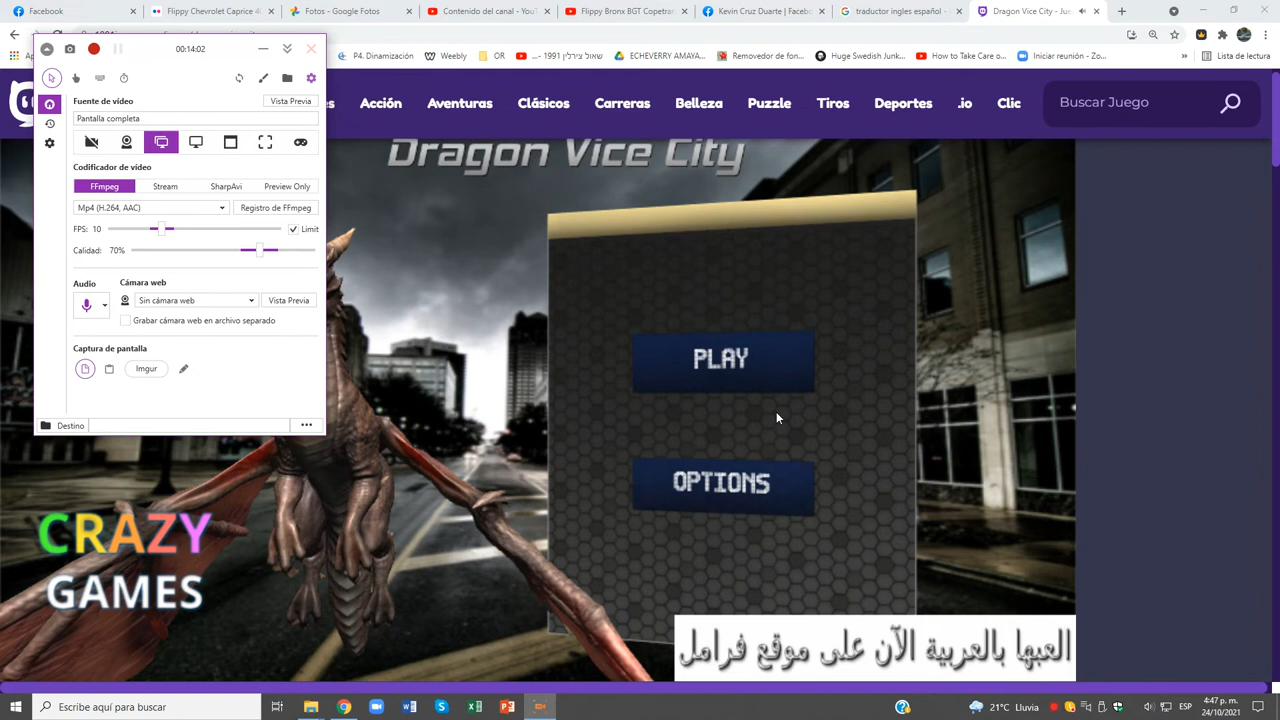 Facebook
Flippy Chevrolet Caprice 4
Fotos - Google Fotos
Contenido del canal - YouT
Flippy Bronx BGT Copetran
Kevin Cruz Duarte | Facebo
traductor ingles español -
Dragon Vice City - Jue
00:14:02
P4. Dinamización
Weebly
OR
שאול צירלין 1991 -...
ECHEVERRY AMAYA...
Removedor de fon...
Huge Swedish Junk...
How to Take Care o...
Iniciar reunión - Zo...
Lista de lectura
Fuente de vídeo
Vista Previa
Pantalla completa
Codificador de vídeo
FFmpeg
Stream
SharpAvi
Preview Only
Mp4 (H.264, AAC)
Registro de FFmpeg
FPS: 10
Limit
Calidad: 70%
Audio
Cámara web
Sin cámara web
Vista Previa
Grabar cámara web en archivo separado
Captura de pantalla
Imgur
Destino
...
Acción
Aventuras
Clásicos
Carreras
Belleza
Puzzle
Tiros
Deportes
.io
Clic
Buscar Juego
Dragon Vice City
PLAY
OPTIONS
CRAZY
GAMES
العبها بالعربية الآن على موقع فرامل
Escribe aquí para buscar
21°C Lluvia
ESP
4:47 p. m.
24/10/2021